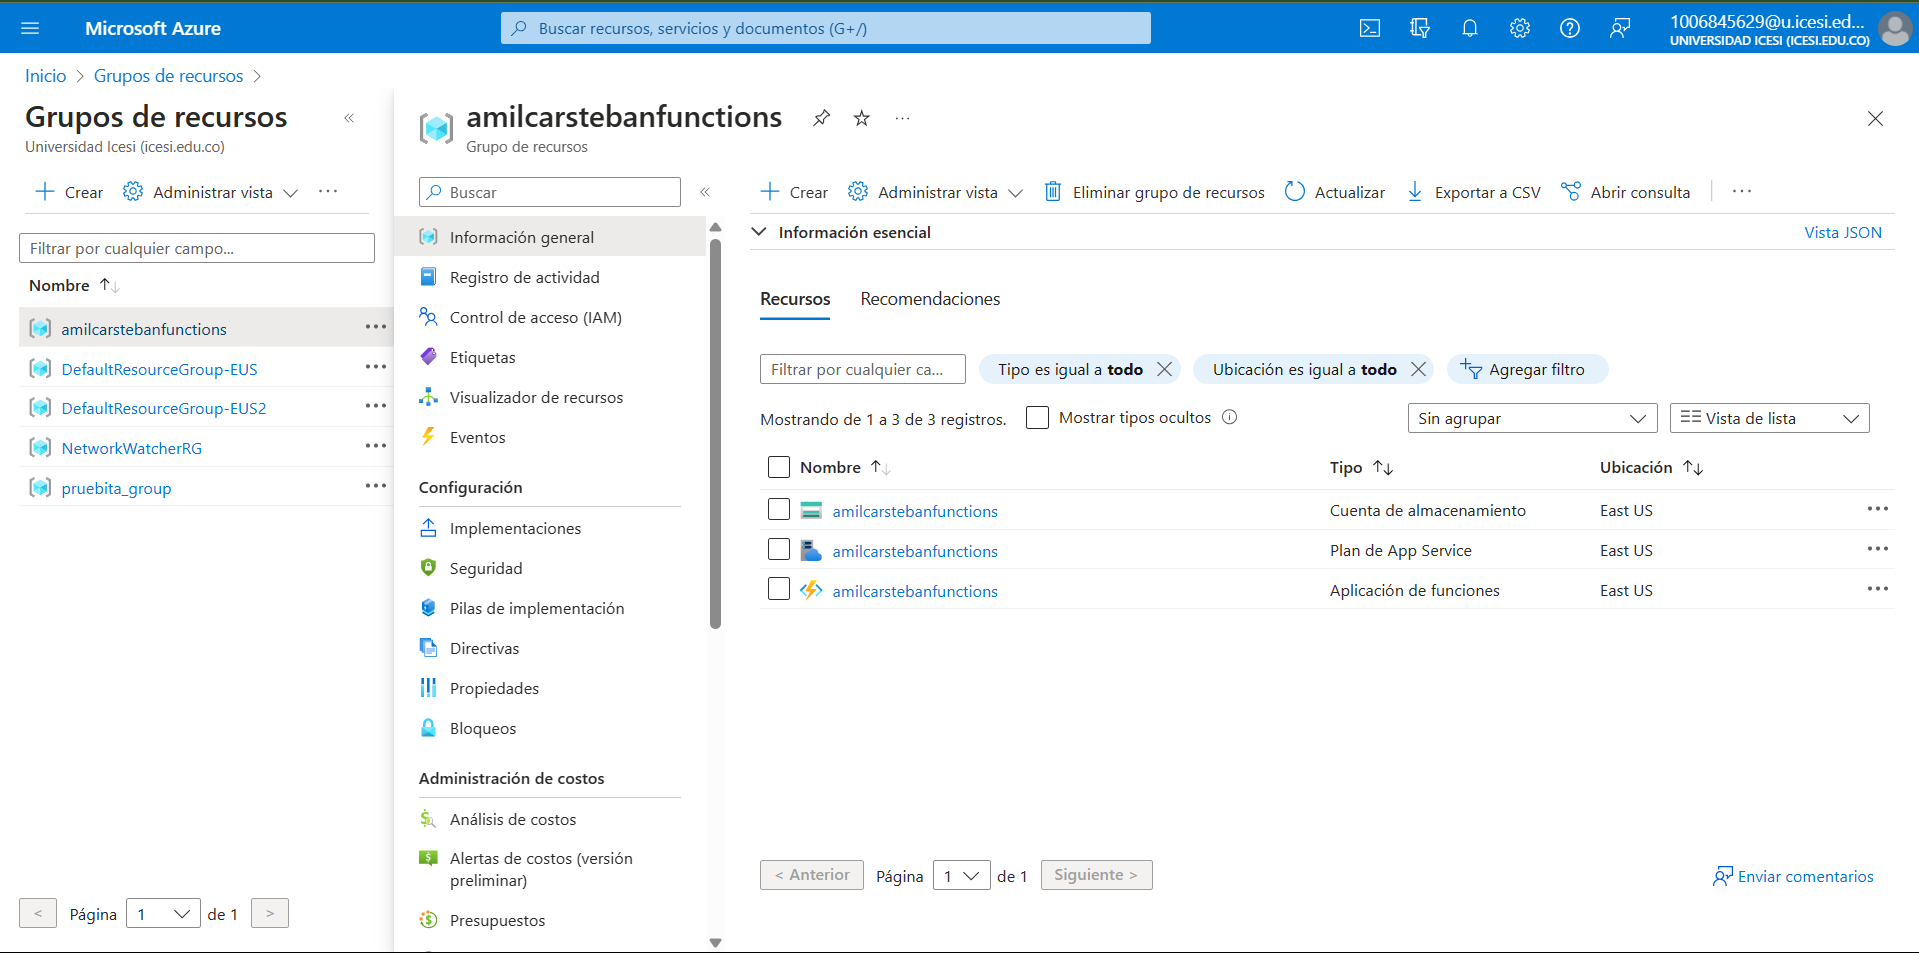 Microsoft Azure
Buscar recursos, servicios y documentos (G+/)
1006845629@u.icesi.ed...
UNIVERSIDAD ICESI (ICESI.EDU.CO)
Inicio > Grupos de recursos >
Grupos de recursos
Universidad Icesi (icesi.edu.co)
Crear
Administrar vista
Filtrar por cualquier campo...
Nombre
amilcarstebanfunctions
DefaultResourceGroup-EUS
DefaultResourceGroup-EUS2
NetworkWatcherRG
pruebita_group
< Página 1 de 1 >
amilcarstebanfunctions
Grupo de recursos
Buscar
Información general
Registro de actividad
Control de acceso (IAM)
Etiquetas
Visualizador de recursos
Eventos
Configuración
Implementaciones
Seguridad
Pilas de implementación
Directivas
Propiedades
Bloqueos
Administración de costos
Análisis de costos
Alertas de costos (versión
preliminar)
Presupuestos
Crear Administrar vista Eliminar grupo de recursos Actualizar Exportar a CSV Abrir consulta
Información esencial
Vista JSON
Recursos Recomendaciones
Filtrar por cualquier ca... Tipo es igual a todo Ubicación es igual a todo Agregar filtro
Mostrando de 1 a 3 de 3 registros. Mostrar tipos ocultos Sin agrupar Vista de lista
Nombre Tipo Ubicación
amilcarstebanfunctions Cuenta de almacenamiento East US
amilcarstebanfunctions Plan de App Service East US
amilcarstebanfunctions Aplicación de funciones East US
< Anterior Página 1 de 1 Siguiente >
Enviar comentarios